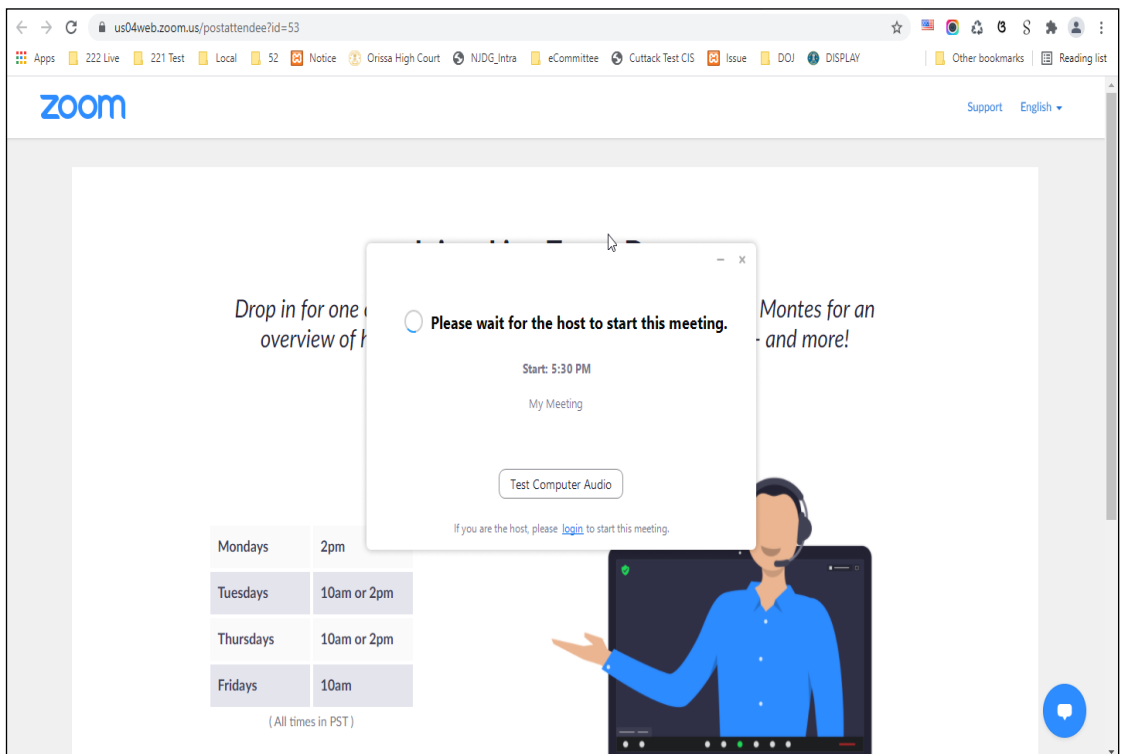 us04web.zoom.us/postattendee?id=53
Apps 222 Live 221 Test Local 52 Notice Orissa High Court NJDG_Intra eCommittee Cuttack Test CIS Issue DOJ DISPLAY Other bookmarks Reading list
zoom Support English
Drop in for one Montes for an
overview of and more!
Please wait for the host to start this meeting.
Start: 5:30 PM
My Meeting
Test Computer Audio
If you are the host, please login to start this meeting.
Mondays 2pm
Tuesdays 10am or 2pm
Thursdays 10am or 2pm
Fridays 10am
( All times in PST )